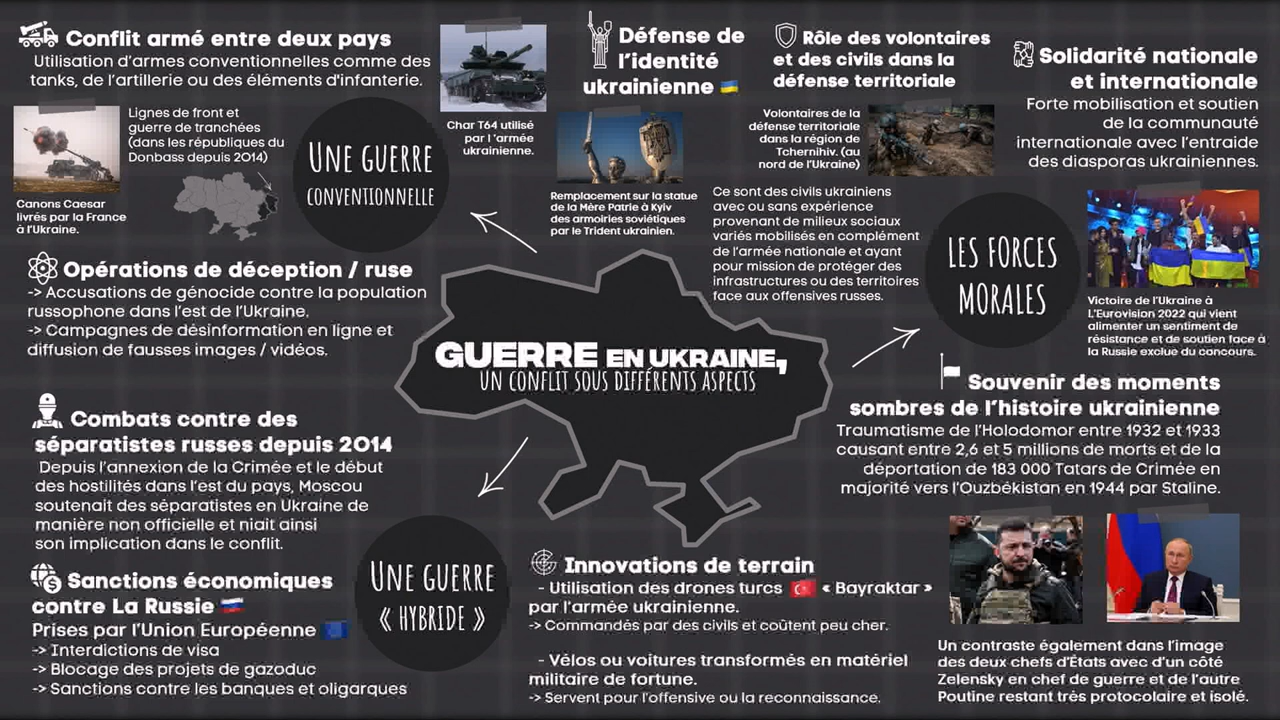 Conflit armé entre deux pays
Utilisation d'armes conventionnelles comme des
tanks, de l'artillerie ou des éléments d'infanterie.
Lignes de front et
guerre de tranchées
(dans les républiques du
Donbass depuis 2014)
Canons Caesar
livrés par la France
à l'Ukraine.
UNE GUERRE
CONVENTIONNELLE
Char T64 utilisé
par l 'armée
ukrainienne.
Opérations de déception / ruse
-> Accusations de génocide contre la population
russophone dans l'est de l'Ukraine.
-> Campagnes de désinformation en ligne et
diffusion de fausses images / vidéos.
Défense de
l'identité
ukrainienne
Remplacement sur la statue
de la Mère Patrie à Kyiv
des armoiries soviétiques
par le Trident ukrainien.
Rôle des volontaires
et des civils dans la
défense territoriale
Volontaires de la
défense territoriale
dans la région de
Tchernihiv. (au
nord de l'Ukraine)
Ce sont des civils ukrainiens
avec ou sans expérience
provenant de milieux sociaux
variés mobilisés en complément
de l'armée nationale et ayant
pour mission de protéger des
infrastructures ou des territoires
face aux offensives russes.
Solidarité nationale
et internationale
Forte mobilisation et soutien
de la communauté
internationale avec l'entraide
des diasporas ukrainiennes.
LES FORCES
MORALES
Victoire de l'Ukraine à
L'Eurovision 2022 qui vient
alimenter un sentiment de
résistance et de soutien face à
la Russie exclue du concours.
GUERRE EN UKRAINE,
UN CONFLIT SOUS DIFFÉRENTS ASPECTS
Souvenir des moments
sombres de l'histoire ukrainienne
Traumatisme de l'Holodomor entre 1932 et 1933
causant entre 2,6 et 5 millions de morts et de la
déportation de 183 000 Tatars de Crimée en
majorité vers l'Ouzbékistan en 1944 par Staline.
Combats contre des
séparatistes russes depuis 2014
Depuis l'annexion de la Crimée et le début
des hostilités dans l'est du pays, Moscou
soutenait des séparatistes en Ukraine de
manière non officielle et niait ainsi
son implication dans le conflit.
Sanctions économiques
contre La Russie
Prises par l'Union Européenne
-> Interdictions de visa
-> Blocage des projets de gazoduc
-> Sanctions contre les banques et oligarques
UNE GUERRE
« HYBRIDE »
Innovations de terrain
- Utilisation des drones turcs « Bayraktar »
par l'armée ukrainienne.
-> Commandés par des civils et coûtent peu cher.
- Vélos ou voitures transformés en matériel
militaire de fortune.
-> Servent pour l'offensive ou la reconnaissance.
Un contraste également dans l'image
des deux chefs d'États avec d'un côté
Zelensky en chef de guerre et de l'autre
Poutine restant très protocolaire et isolé.